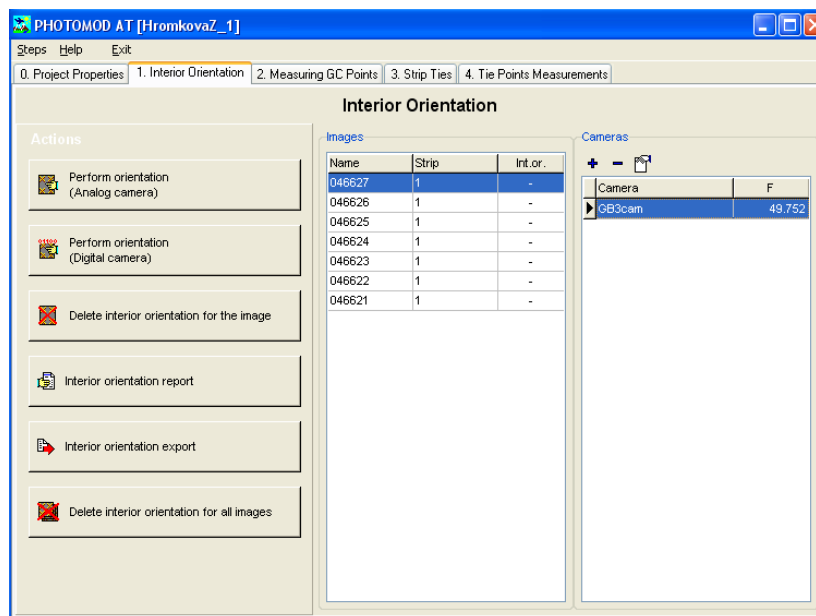 PHOTOMOD AT [HromkovaZ_1]
Steps Help Exit
0. Project Properties 1. Interior Orientation 2. Measuring GC Points 3. Strip Ties 4. Tie Points Measurements
Interior Orientation
Actions
Perform orientation
(Analog camera)
Perform orientation
(Digital camera)
Delete interior orientation for the image
Interior orientation report
Interior orientation export
Delete interior orientation for all images
Images
Name Strip Int.or.
046627 1 -
046626 1 -
046625 1 -
046624 1 -
046623 1 -
046622 1 -
046621 1 -
Cameras
Camera F
GB3cam 49.752